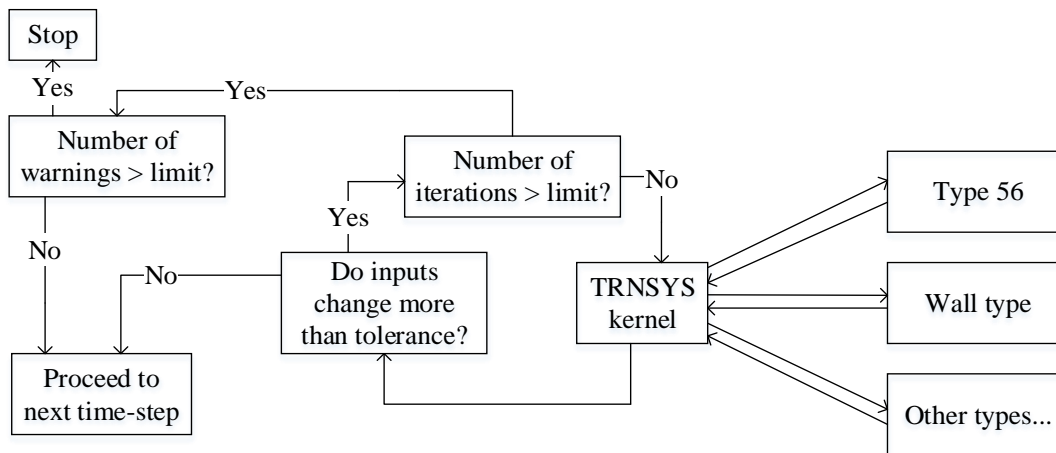 Stop
Yes
Yes
Number of
warnings > limit?
Number of
iterations > limit?
No
Type 56
Yes
No
No
Do inputs
change more
than tolerance?
TRNSYS
kernel
Wall type
Proceed to
next time-step
Other types...